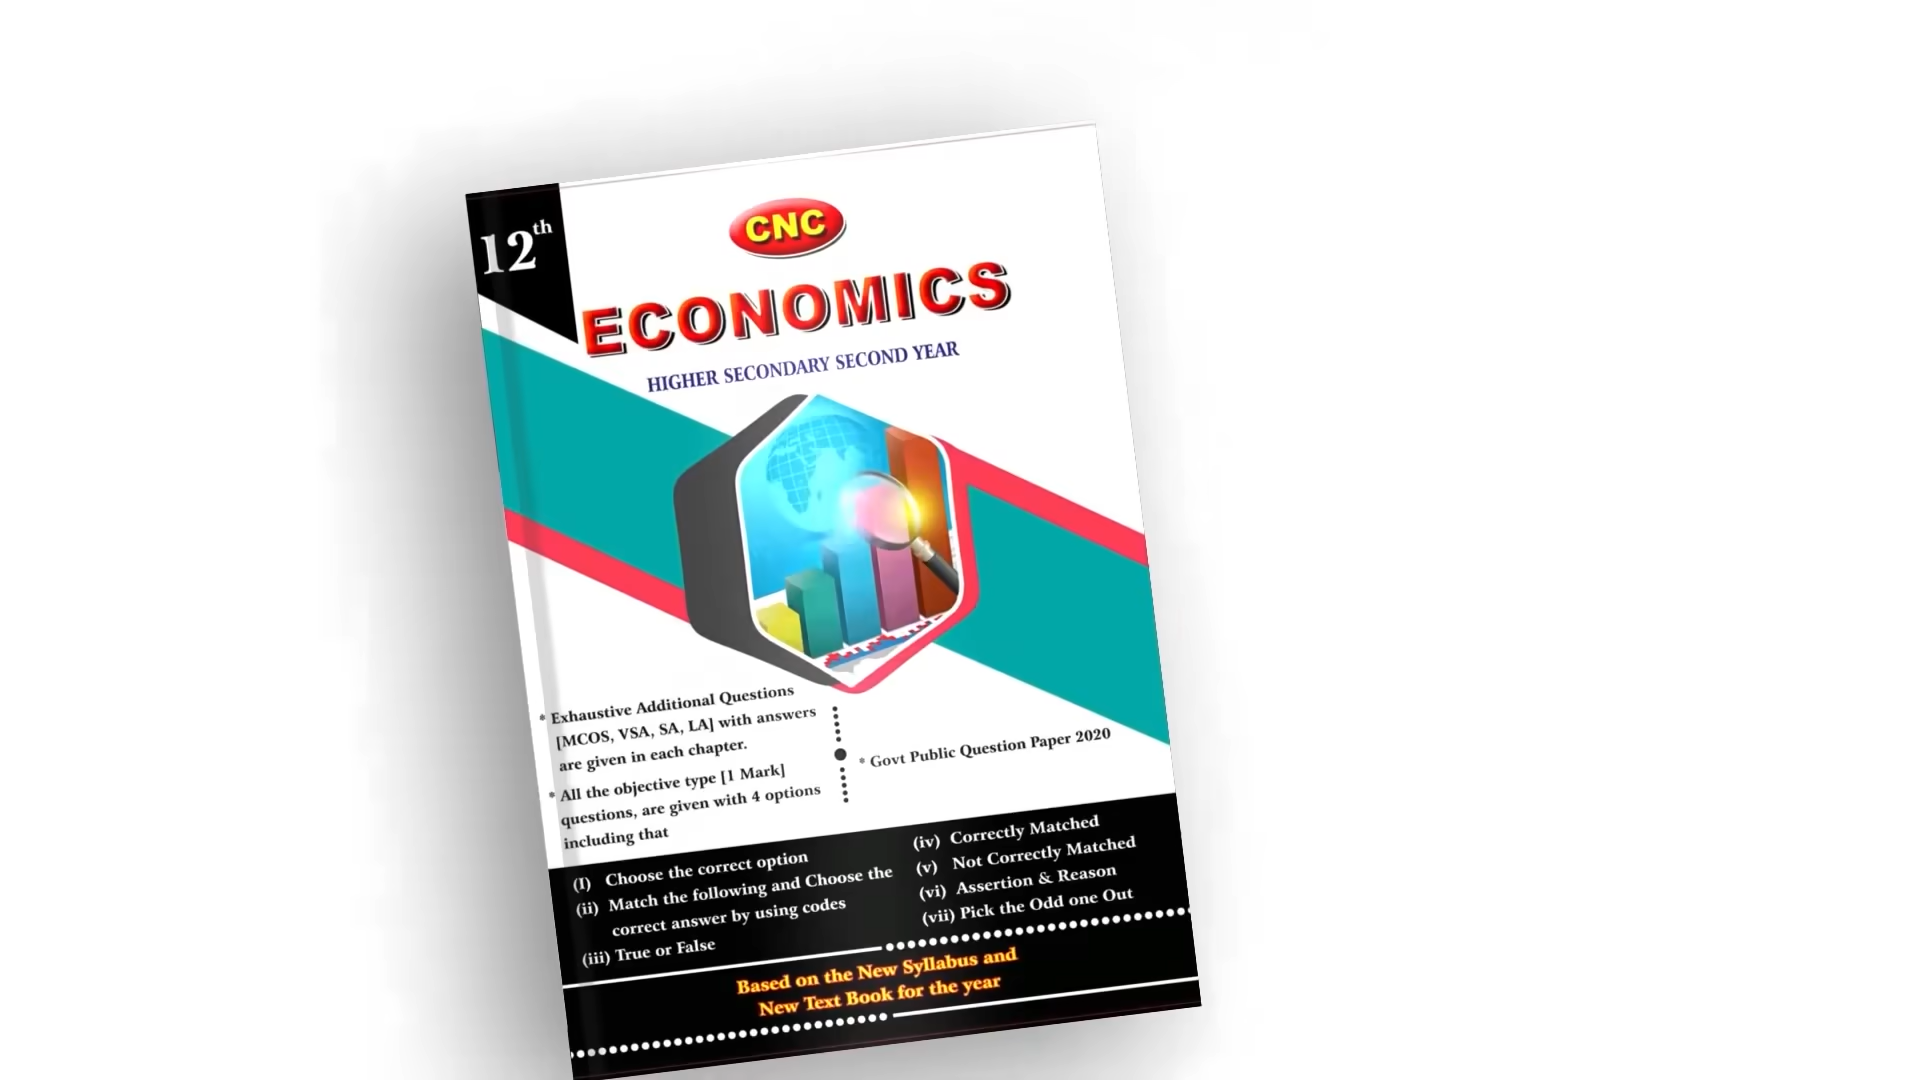 12th
CNC
ECONOMICS
HIGHER SECONDARY SECOND YEAR
* Exhaustive Additional Questions
[MCOS, VSA, SA, LA] with answers
are given in each chapter.
* All the objective type [1 Mark]
questions, are given with 4 options
including that
* Govt Public Question Paper 2020
(I) Choose the correct option
(ii) Match the following and Choose the
correct answer by using codes
(iii) True or False
(iv) Correctly Matched
(v) Not Correctly Matched
(vi) Assertion & Reason
(vii) Pick the Odd one Out
Based on the New Syllabus and
New Text Book for the year